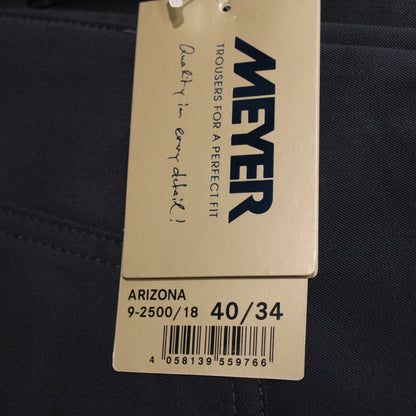 MEYER
TROUSERS FOR A PERFECT FIT
Quality in every detail!
ARIZONA
9-2500/18 40/34
4 058139 559766